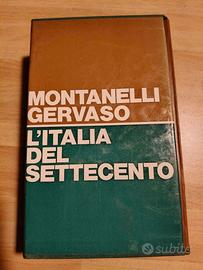 MONTANELLI
GERVASO
L'ITALIA
DEL
SETTECENTO
subito